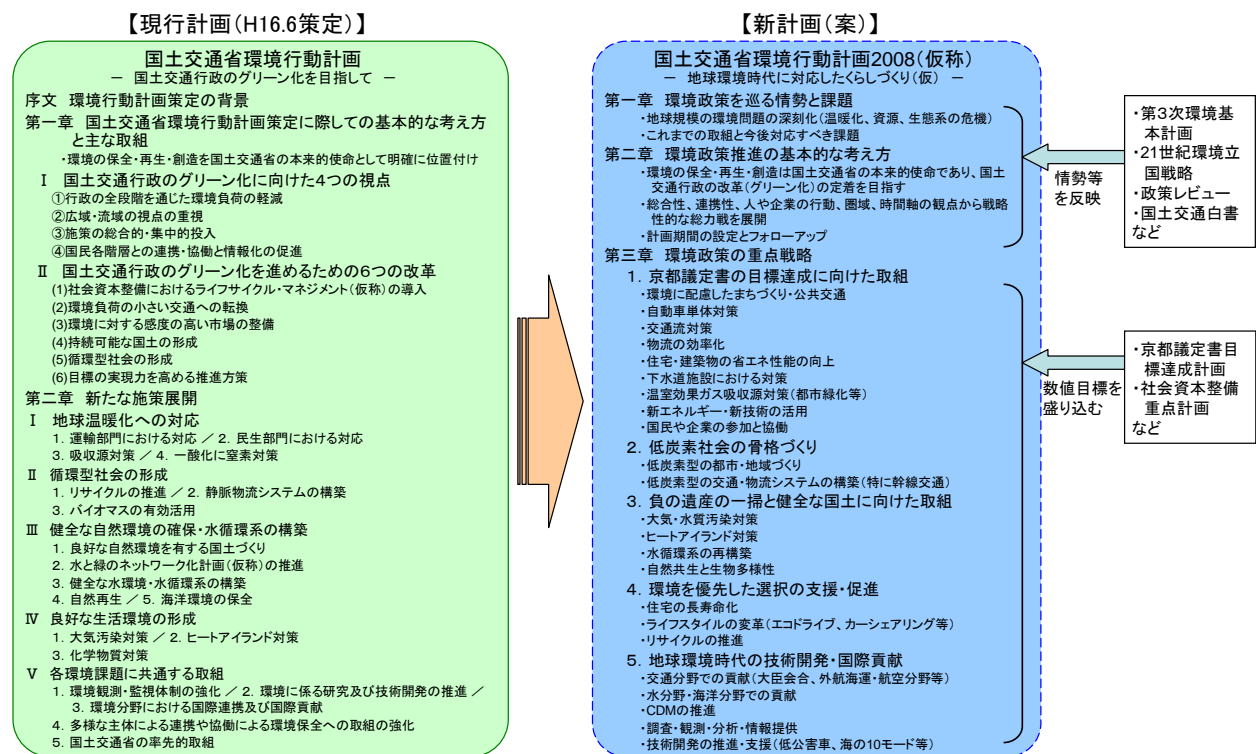 【現行計画(H16.6策定)】
国土交通省環境行動計画
－ 国土交通行政のグリーン化を目指して －
序文 環境行動計画策定の背景
第一章 国土交通省環境行動計画策定に際しての基本的な考え方
と主な取組
・環境の保全・再生・創造を国土交通省の本来的使命として明確に位置付け
Ⅰ 国土交通行政のグリーン化に向けた4つの視点
①行政の全段階を通じた環境負荷の軽減
②広域・流域の視点の重視
③施策の総合的・集中的投入
④国民各階層との連携・協働と情報化の促進
Ⅱ 国土交通行政のグリーン化を進めるための6つの改革
(1)社会資本整備におけるライフサイクル・マネジメント(仮称)の導入
(2)環境負荷の小さい交通への転換
(3)環境に対する感度の高い市場の整備
(4)持続可能な国土の形成
(5)循環型社会の形成
(6)目標の実現力を高める推進方策
第二章 新たな施策展開
Ⅰ 地球温暖化への対応
1. 運輸部門における対応 ／ 2. 民生部門における対応
3. 吸収源対策 ／ 4. 一酸化に窒素対策
Ⅱ 循環型社会の形成
1. リサイクルの推進 ／ 2. 静脈物流システムの構築
3. バイオマスの有効活用
Ⅲ 健全な自然環境の確保・水循環系の構築
1. 良好な自然環境を有する国土づくり
2. 水と緑のネットワーク化計画(仮称)の推進
3. 健全な水環境・水循環系の構築
4. 自然再生 ／ 5. 海洋環境の保全
Ⅳ 良好な生活環境の形成
1. 大気汚染対策 ／ 2. ヒートアイランド対策
3. 化学物質対策
Ⅴ 各環境課題に共通する取組
1. 環境観測・監視体制の強化 ／ 2. 環境に係る研究及び技術開発の推進 ／
3. 環境分野における国際連携及び国際貢献
4. 多様な主体による連携や協働による環境保全への取組の強化
5. 国土交通省の率先的取組
【新計画(案)】
国土交通省環境行動計画2008(仮称)
－ 地球環境時代に対応したくらしづくり(仮) －
第一章 環境政策を巡る情勢と課題
・地球規模の環境問題の深刻化(温暖化、資源、生態系の危機)
・これまでの取組と今後対応すべき課題
第二章 環境政策推進の基本的な考え方
・環境の保全・再生・創造は国土交通省の本来的使命であり、国土
交通行政の改革(グリーン化)の定着を目指す
・総合性、連携性、人や企業の行動、圏域、時間軸の観点から戦略
性的な総力戦を展開
・計画期間の設定とフォローアップ
第三章 環境政策の重点戦略
1. 京都議定書の目標達成に向けた取組
・環境に配慮したまちづくり・公共交通
・自動車単体対策
・交通流対策
・物流の効率化
・住宅・建築物の省エネ性能の向上
・下水道施設における対策
・温室効果ガス吸収源対策(都市緑化等)
・新エネルギー・新技術の活用
・国民や企業の参加と協働
2. 低炭素社会の骨格づくり
・低炭素型の都市・地域づくり
・低炭素型の交通・物流システムの構築(特に幹線交通)
3. 負の遺産の一掃と健全な国土に向けた取組
・大気・水質汚染対策
・ヒートアイランド対策
・水循環系の再構築
・自然共生と生物多様性
4. 環境を優先した選択の支援・促進
・住宅の長寿命化
・ライフスタイルの変革(エコドライブ、カーシェアリング等)
・リサイクルの推進
5. 地球環境時代の技術開発・国際貢献
・交通分野での貢献(大臣会合、外航海運・航空分野等)
・水分野・海洋分野での貢献
・CDMの推進
・調査・観測・分析・情報提供
・技術開発の推進・支援(低公害車、海の10モード等)
情勢等
を反映
・第3次環境基
本計画
・21世紀環境立
国戦略
・政策レビュー
・国土交通白書
など
数値目標を
盛り込む
・京都議定書目
標達成計画
・社会資本整備
重点計画
など